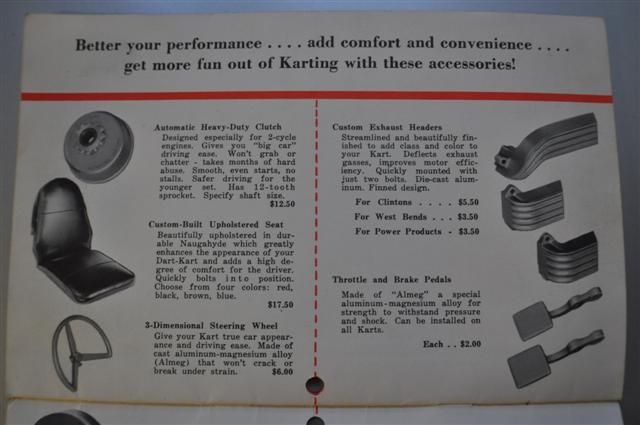 Better your performance . . . . add comfort and convenience . . . .
get more fun out of Karting with these accessories!
Automatic Heavy-Duty Clutch
Designed especially for 2-cycle
engines. Gives you "big car"
driving ease. Won't grab or
chatter - takes months of hard
abuse. Smooth, even starts, no
stalls. Safer driving for the
younger set. Has 12-tooth
sprocket. Specify shaft size.
$12.50
Custom-Built Upholstered Seat
Beautifully upholstered in dur-
able Naugahyde which greatly
enhances the appearance of your
Dart-Kart and adds a high de-
gree of comfort for the driver.
Quickly bolts into position.
Choose from four colors: red,
black, brown, blue.
$17.50
3-Dimensional Steering Wheel
Give your Kart true car appear-
ance and driving ease. Made of
cast aluminum-magnesium alloy
(Almeg) that won't crack or
break under strain. $6.00
Custom Exhaust Headers
Streamlined and beautifully fin-
ished to add class and color to
your Kart. Deflects exhaust
gasses, improves motor effic-
iency. Quickly mounted with
just two bolts. Die-cast alum-
inum. Finned design.
For Clintons . . . . $5.50
For West Bends . . . $3.50
For Power Products - $3.50
Throttle and Brake Pedals
Made of "Almeg" a special
aluminum-magnesium alloy for
strength to withstand pressure
and shock. Can be installed on
all Karts.
Each . . $2.00